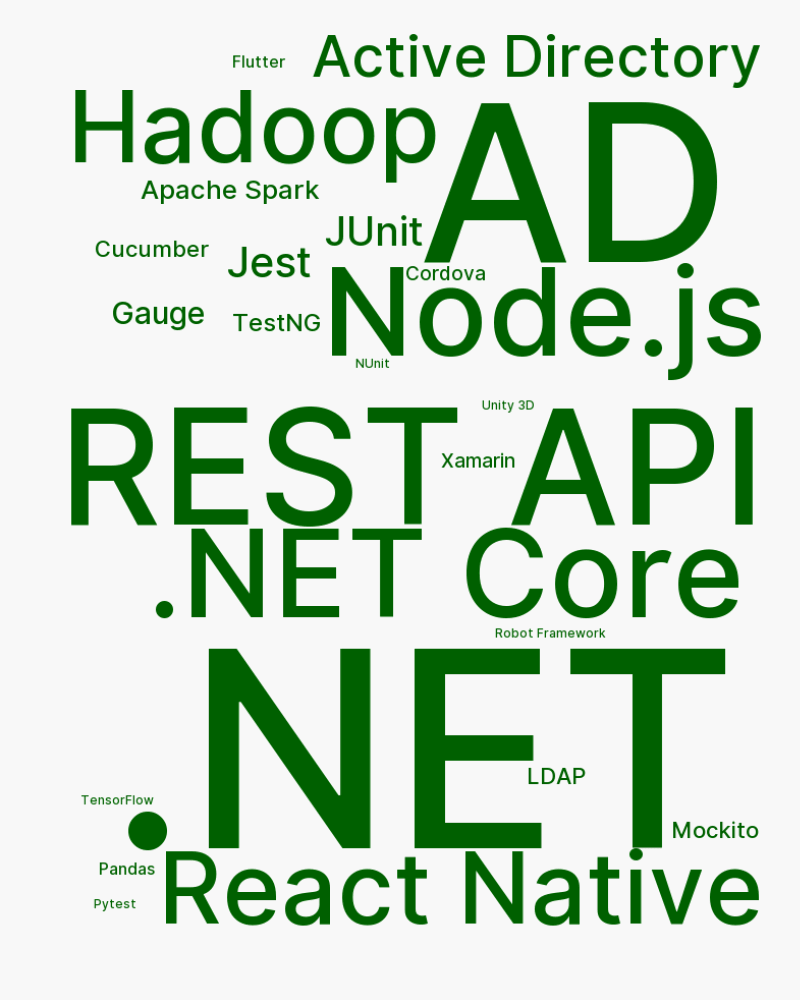 Active Directory
Flutter
Hadoop
AD
Apache Spark
JUnit
Cucumber
Jest
Cordova
Node.js
Gauge
TestNG
NUnit
Unity 3D
REST API
Xamarin
.NET Core
Robot Framework
.NET
LDAP
TensorFlow
Mockito
Pandas
React Native
Pytest